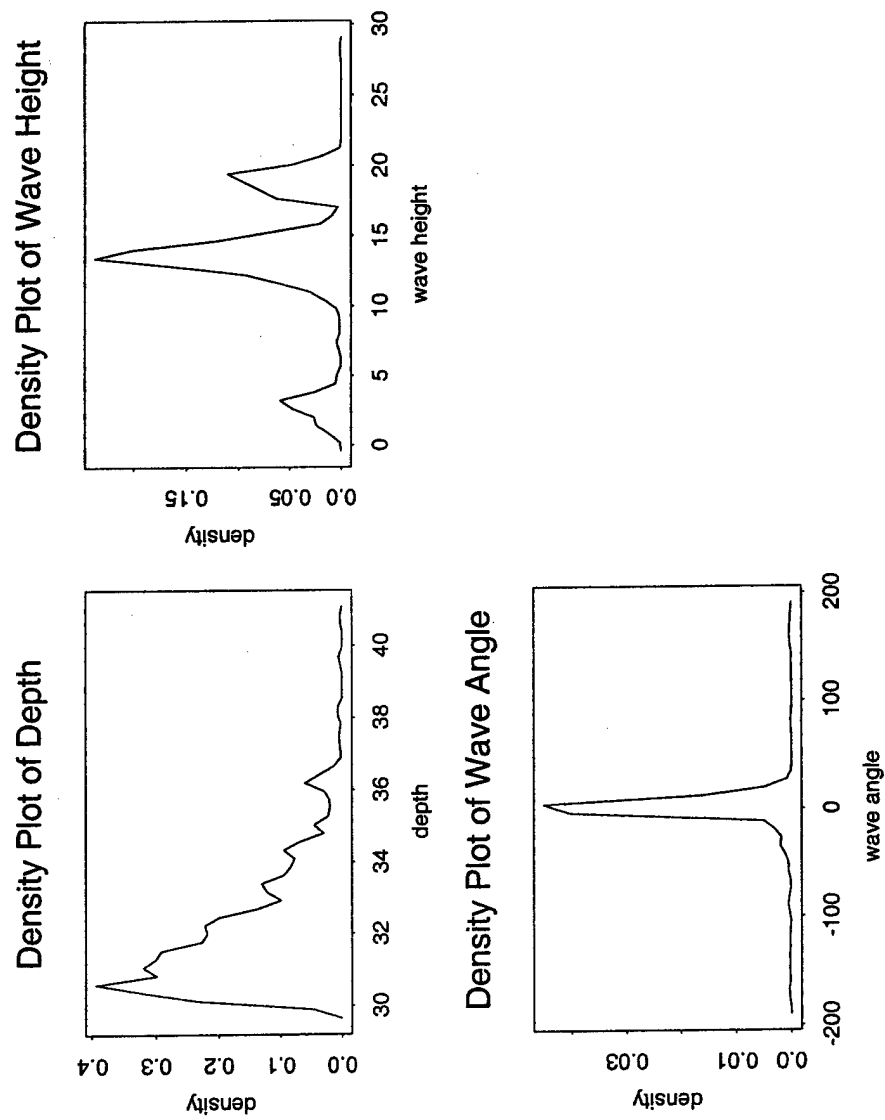 Density Plot of Depth
density
0.4
0.3
0.2
0.1
0.0
30 32 34 36 38 40
depth
Density Plot of Wave Height
density
0.15
0.05
0.0
0 5 10 15 20 25 30
wave height
Density Plot of Wave Angle
density
0.03
0.01
0.0
-200 -100 0 100 200
wave angle